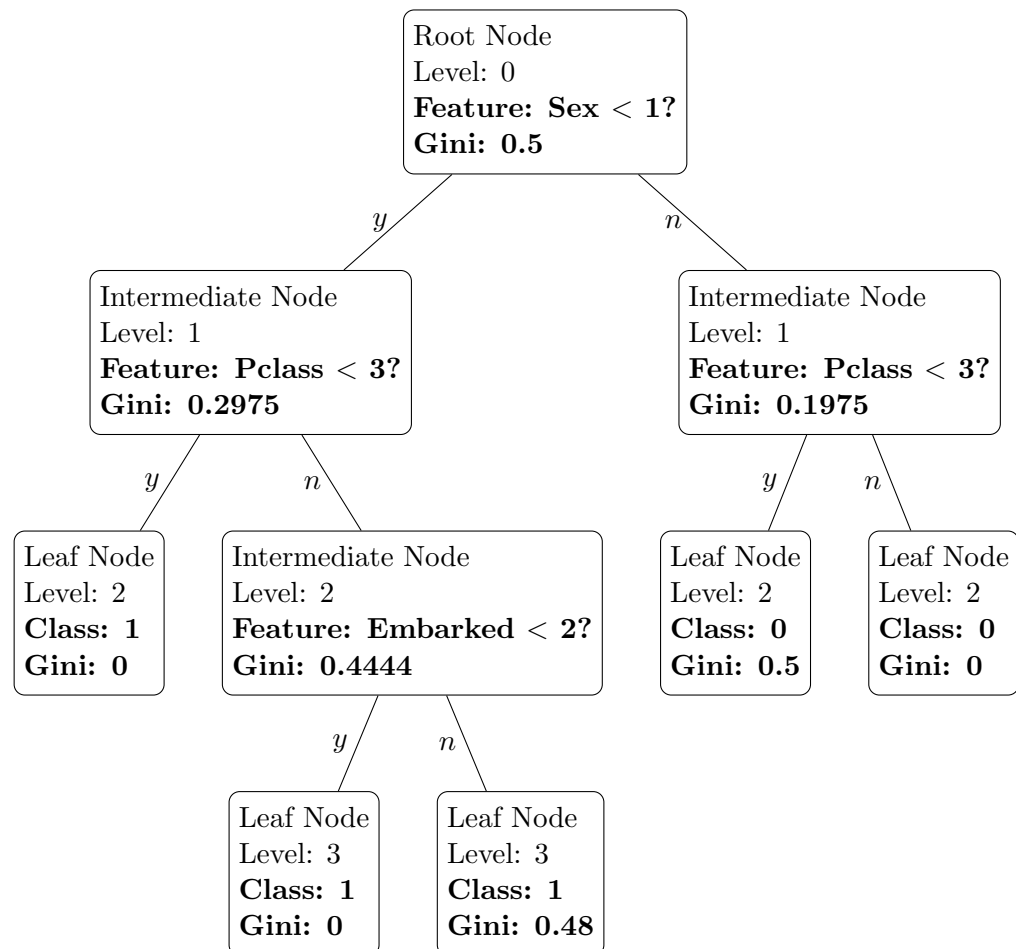 Root Node
Level: 0
Feature: Sex < 1?
Gini: 0.5
y
n
Intermediate Node
Level: 1
Feature: Pclass < 3?
Gini: 0.2975
Intermediate Node
Level: 1
Feature: Pclass < 3?
Gini: 0.1975
y
n
y
n
Leaf Node
Level: 2
Class: 1
Gini: 0
Intermediate Node
Level: 2
Feature: Embarked < 2?
Gini: 0.4444
Leaf Node
Level: 2
Class: 0
Gini: 0.5
Leaf Node
Level: 2
Class: 0
Gini: 0
y
n
Leaf Node
Level: 3
Class: 1
Gini: 0
Leaf Node
Level: 3
Class: 1
Gini: 0.48